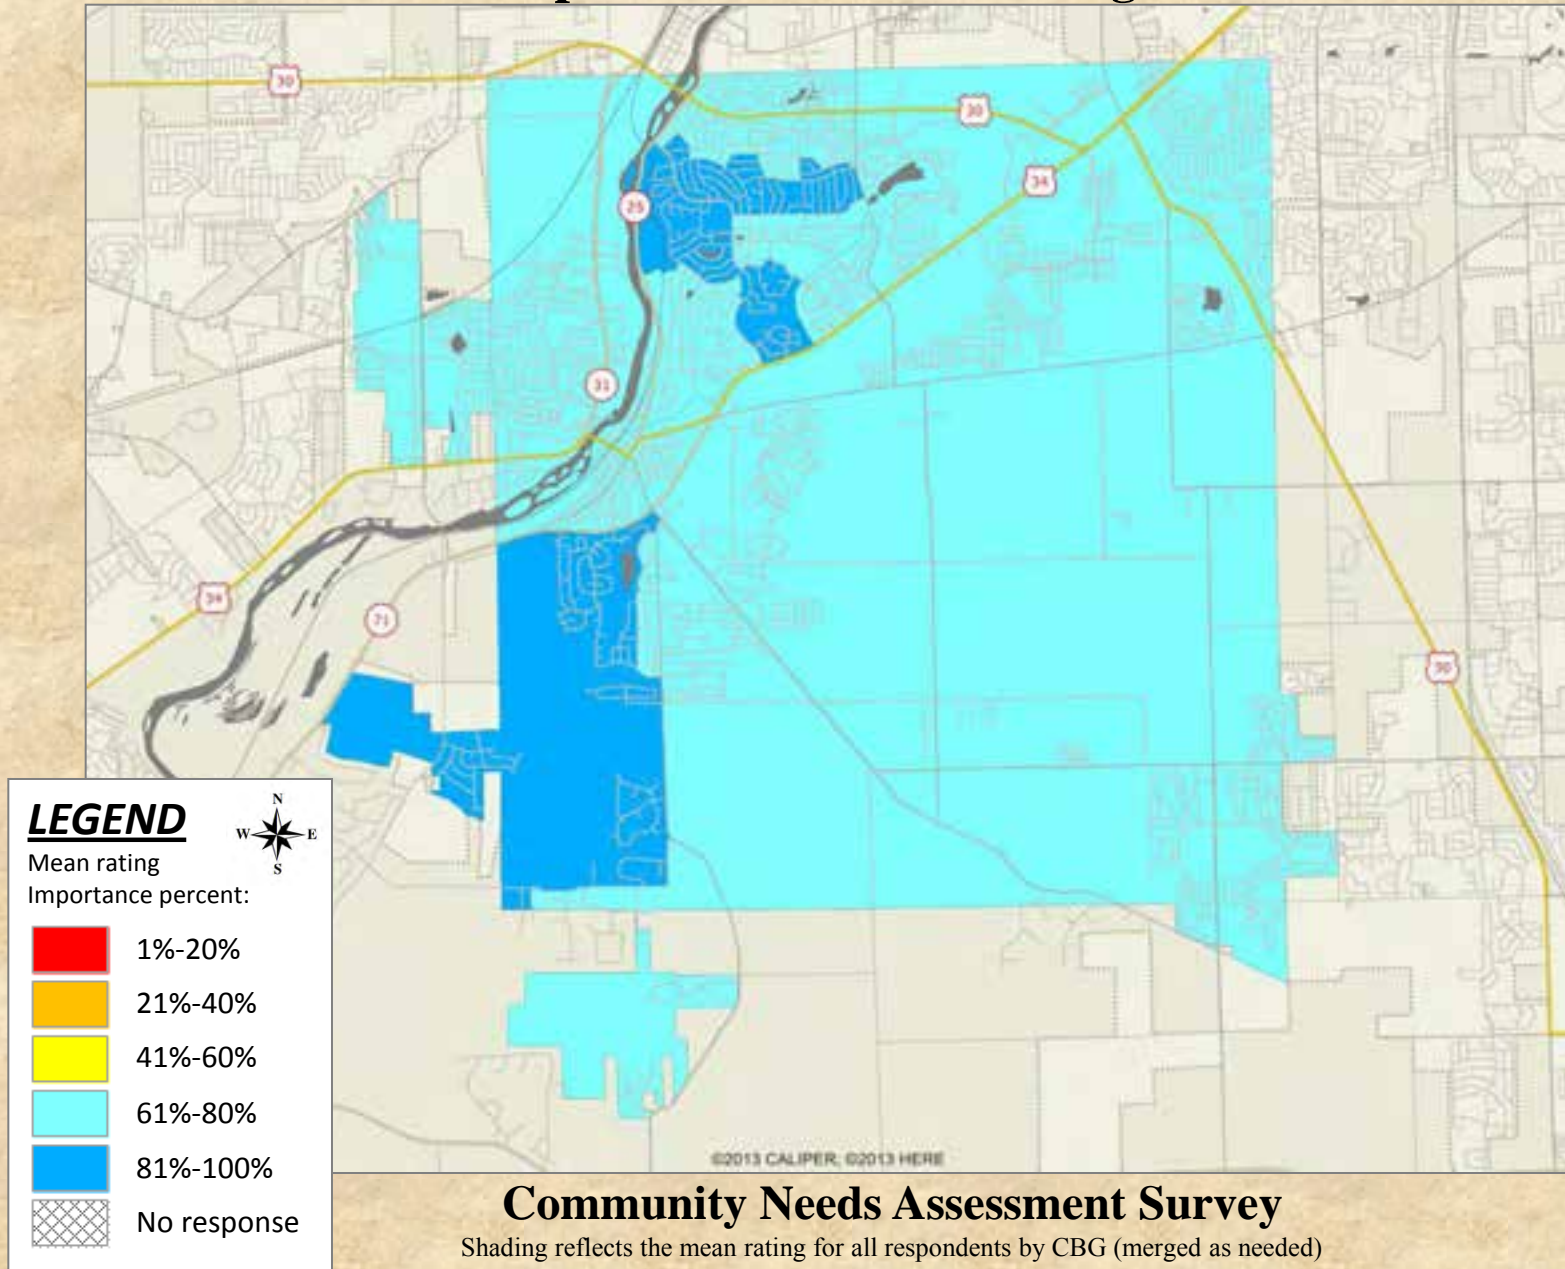 30
30
34
25
31
34
71
30
LEGEND
N
W E
S
Mean rating
Importance percent:
1%-20%
21%-40%
41%-60%
61%-80%
81%-100%
No response
©2013 CALIPER, ©2013 HERE
Community Needs Assessment Survey
Shading reflects the mean rating for all respondents by CBG (merged as needed)